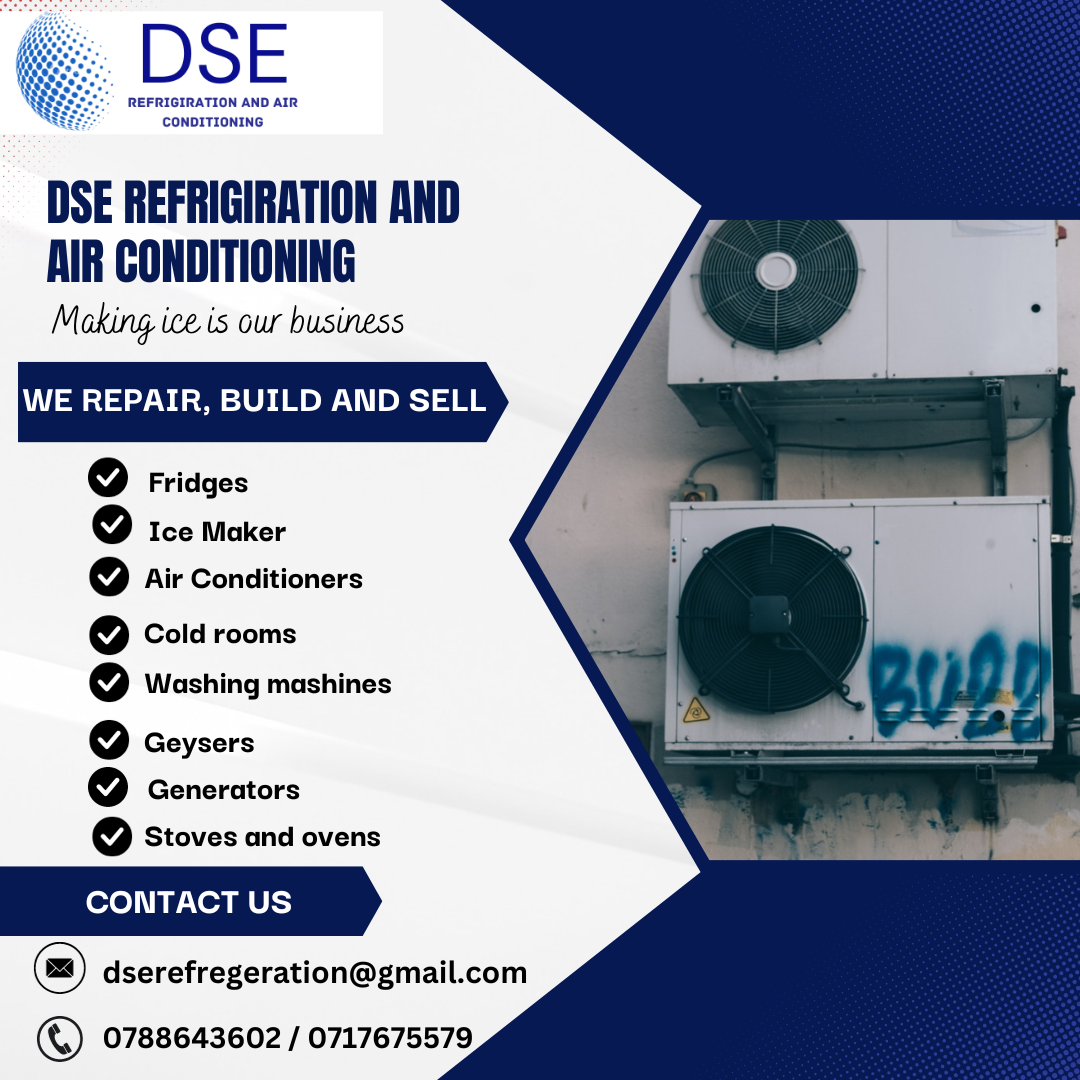 DSE
REFRIGIRATION AND AIR
CONDITIONING
DSE REFRIGIRATION AND
AIR CONDITIONING
Making ice is our business
WE REPAIR, BUILD AND SELL
Fridges
Ice Maker
Air Conditioners
Cold rooms
Washing mashines
Geysers
Generators
Stoves and ovens
CONTACT US
dserefregeration@gmail.com
0788643602 / 0717675579